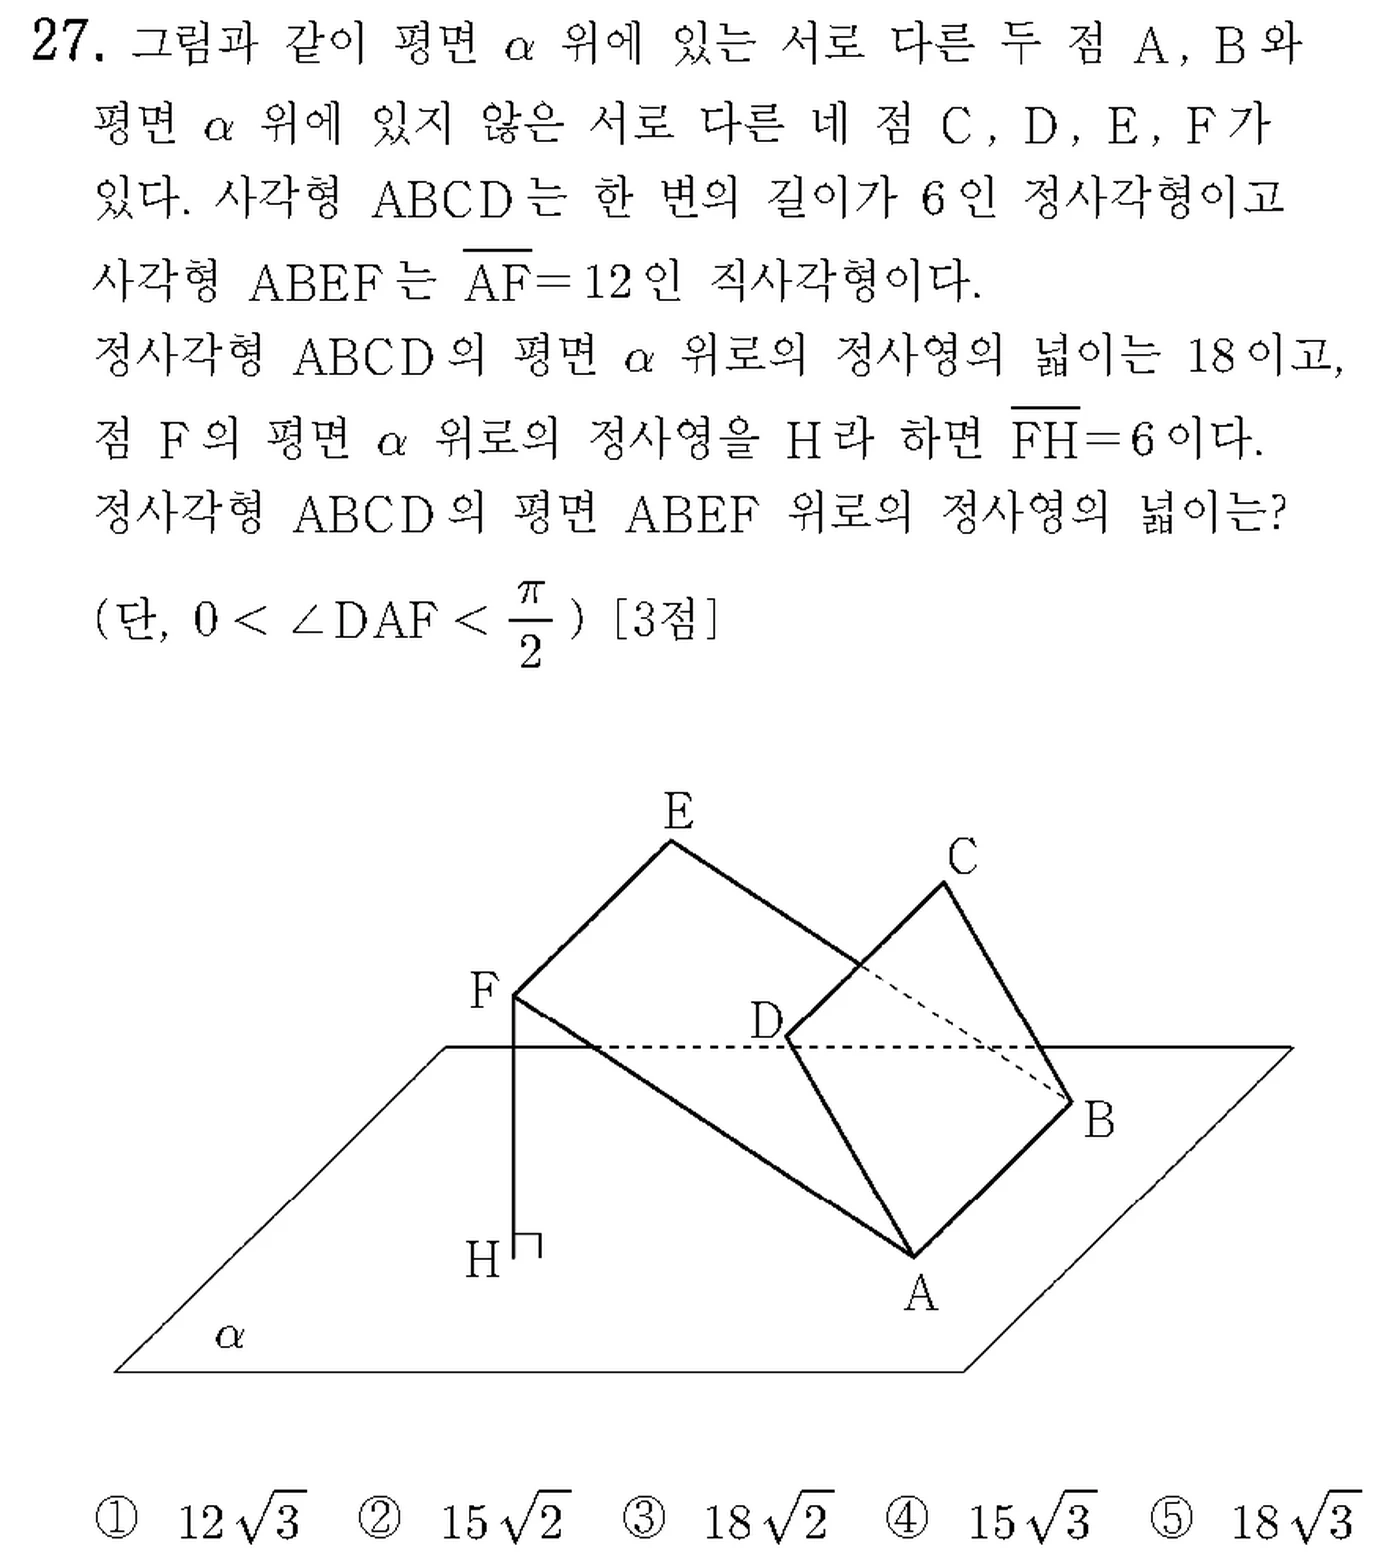 27. 그림과 같이 평면 α 위에 있는 서로 다른 두 점 A, B와
평면 α 위에 있지 않은 서로 다른 네 점 C, D, E, F가
있다. 사각형 ABCD는 한 변의 길이가 6인 정사각형이고
사각형 ABEF는 $\overline{AF}=12$인 직사각형이다.
정사각형 ABCD의 평면 α 위로의 정사영의 넓이는 18이고,
점 F의 평면 α 위로의 정사영을 H라 하면 $\overline{FH}=6$이다.
정사각형 ABCD의 평면 ABEF 위로의 정사영의 넓이는?
(단, $0 < ∠DAF < \frac{π}{2}$) [3점]
E
C
F
D
B
H
A
α
① 12√3 ② 15√2 ③ 18√2 ④ 15√3 ⑤ 18√3